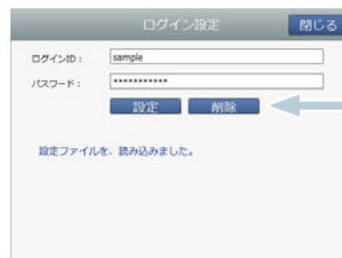 ログイン設定 閉じる
ログインID： sample
パスワード： ***********
設定 削除
設定ファイルを、読み込みました。